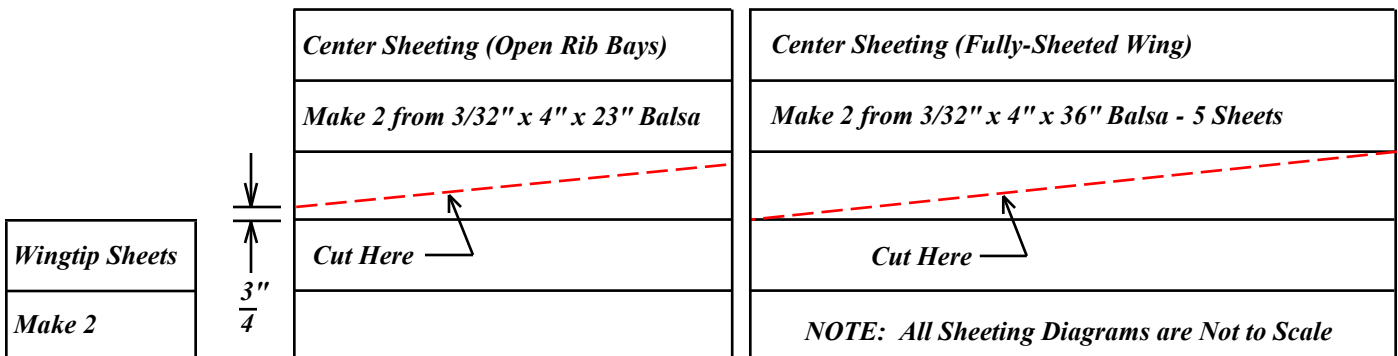 Center Sheeting (Open Rib Bays)
Make 2 from 3/32" x 4" x 23" Balsa
Cut Here
Center Sheeting (Fully-Sheeted Wing)
Make 2 from 3/32" x 4" x 36" Balsa - 5 Sheets
Cut Here
NOTE: All Sheeting Diagrams are Not to Scale
Wingtip Sheets
Make 2
3"
4